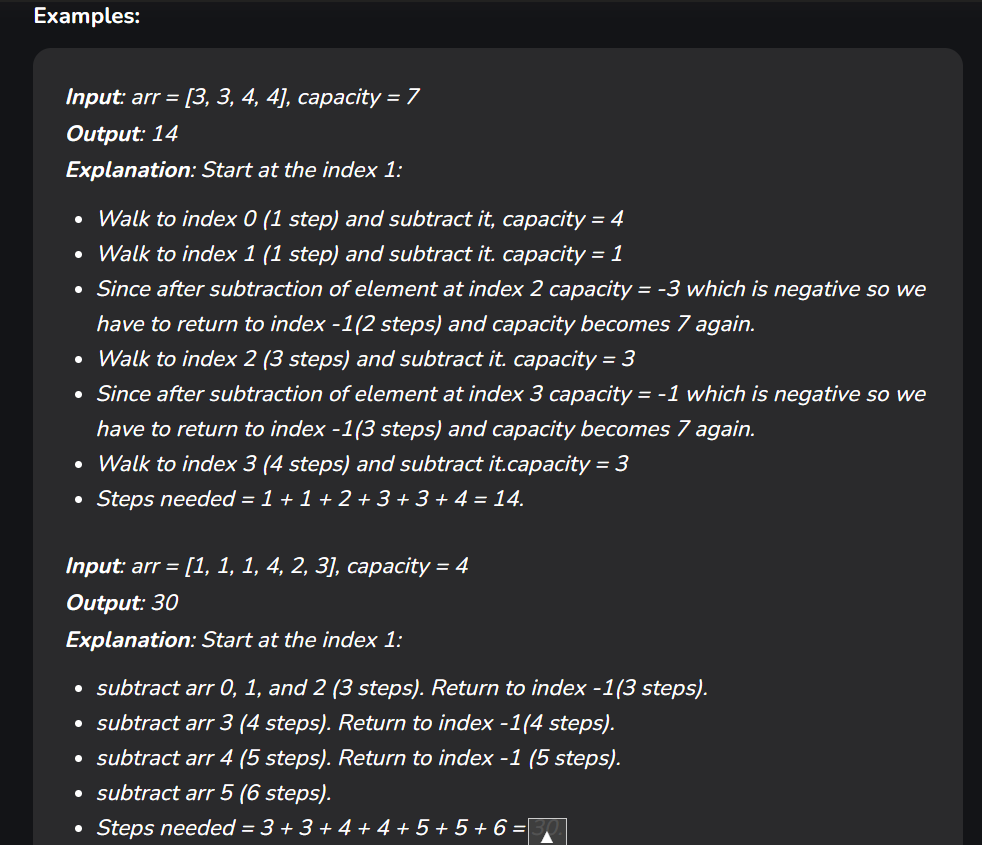 Examples:
Input: arr = [3, 3, 4, 4], capacity = 7
Output: 14
Explanation: Start at the index 1:
• Walk to index 0 (1 step) and subtract it, capacity = 4
• Walk to index 1 (1 step) and subtract it. capacity = 1
• Since after subtraction of element at index 2 capacity = -3 which is negative so we
have to return to index -1(2 steps) and capacity becomes 7 again.
• Walk to index 2 (3 steps) and subtract it. capacity = 3
• Since after subtraction of element at index 3 capacity = -1 which is negative so we
have to return to index -1(3 steps) and capacity becomes 7 again.
• Walk to index 3 (4 steps) and subtract it.capacity = 3
• Steps needed = 1 + 1 + 2 + 3 + 3 + 4 = 14.
Input: arr = [1, 1, 1, 4, 2, 3], capacity = 4
Output: 30
Explanation: Start at the index 1:
• subtract arr 0, 1, and 2 (3 steps). Return to index -1(3 steps).
• subtract arr 3 (4 steps). Return to index -1(4 steps).
• subtract arr 4 (5 steps). Return to index -1 (5 steps).
• subtract arr 5 (6 steps).
• Steps needed = 3 + 3 + 4 + 4 + 5 + 5 + 6 = 30.